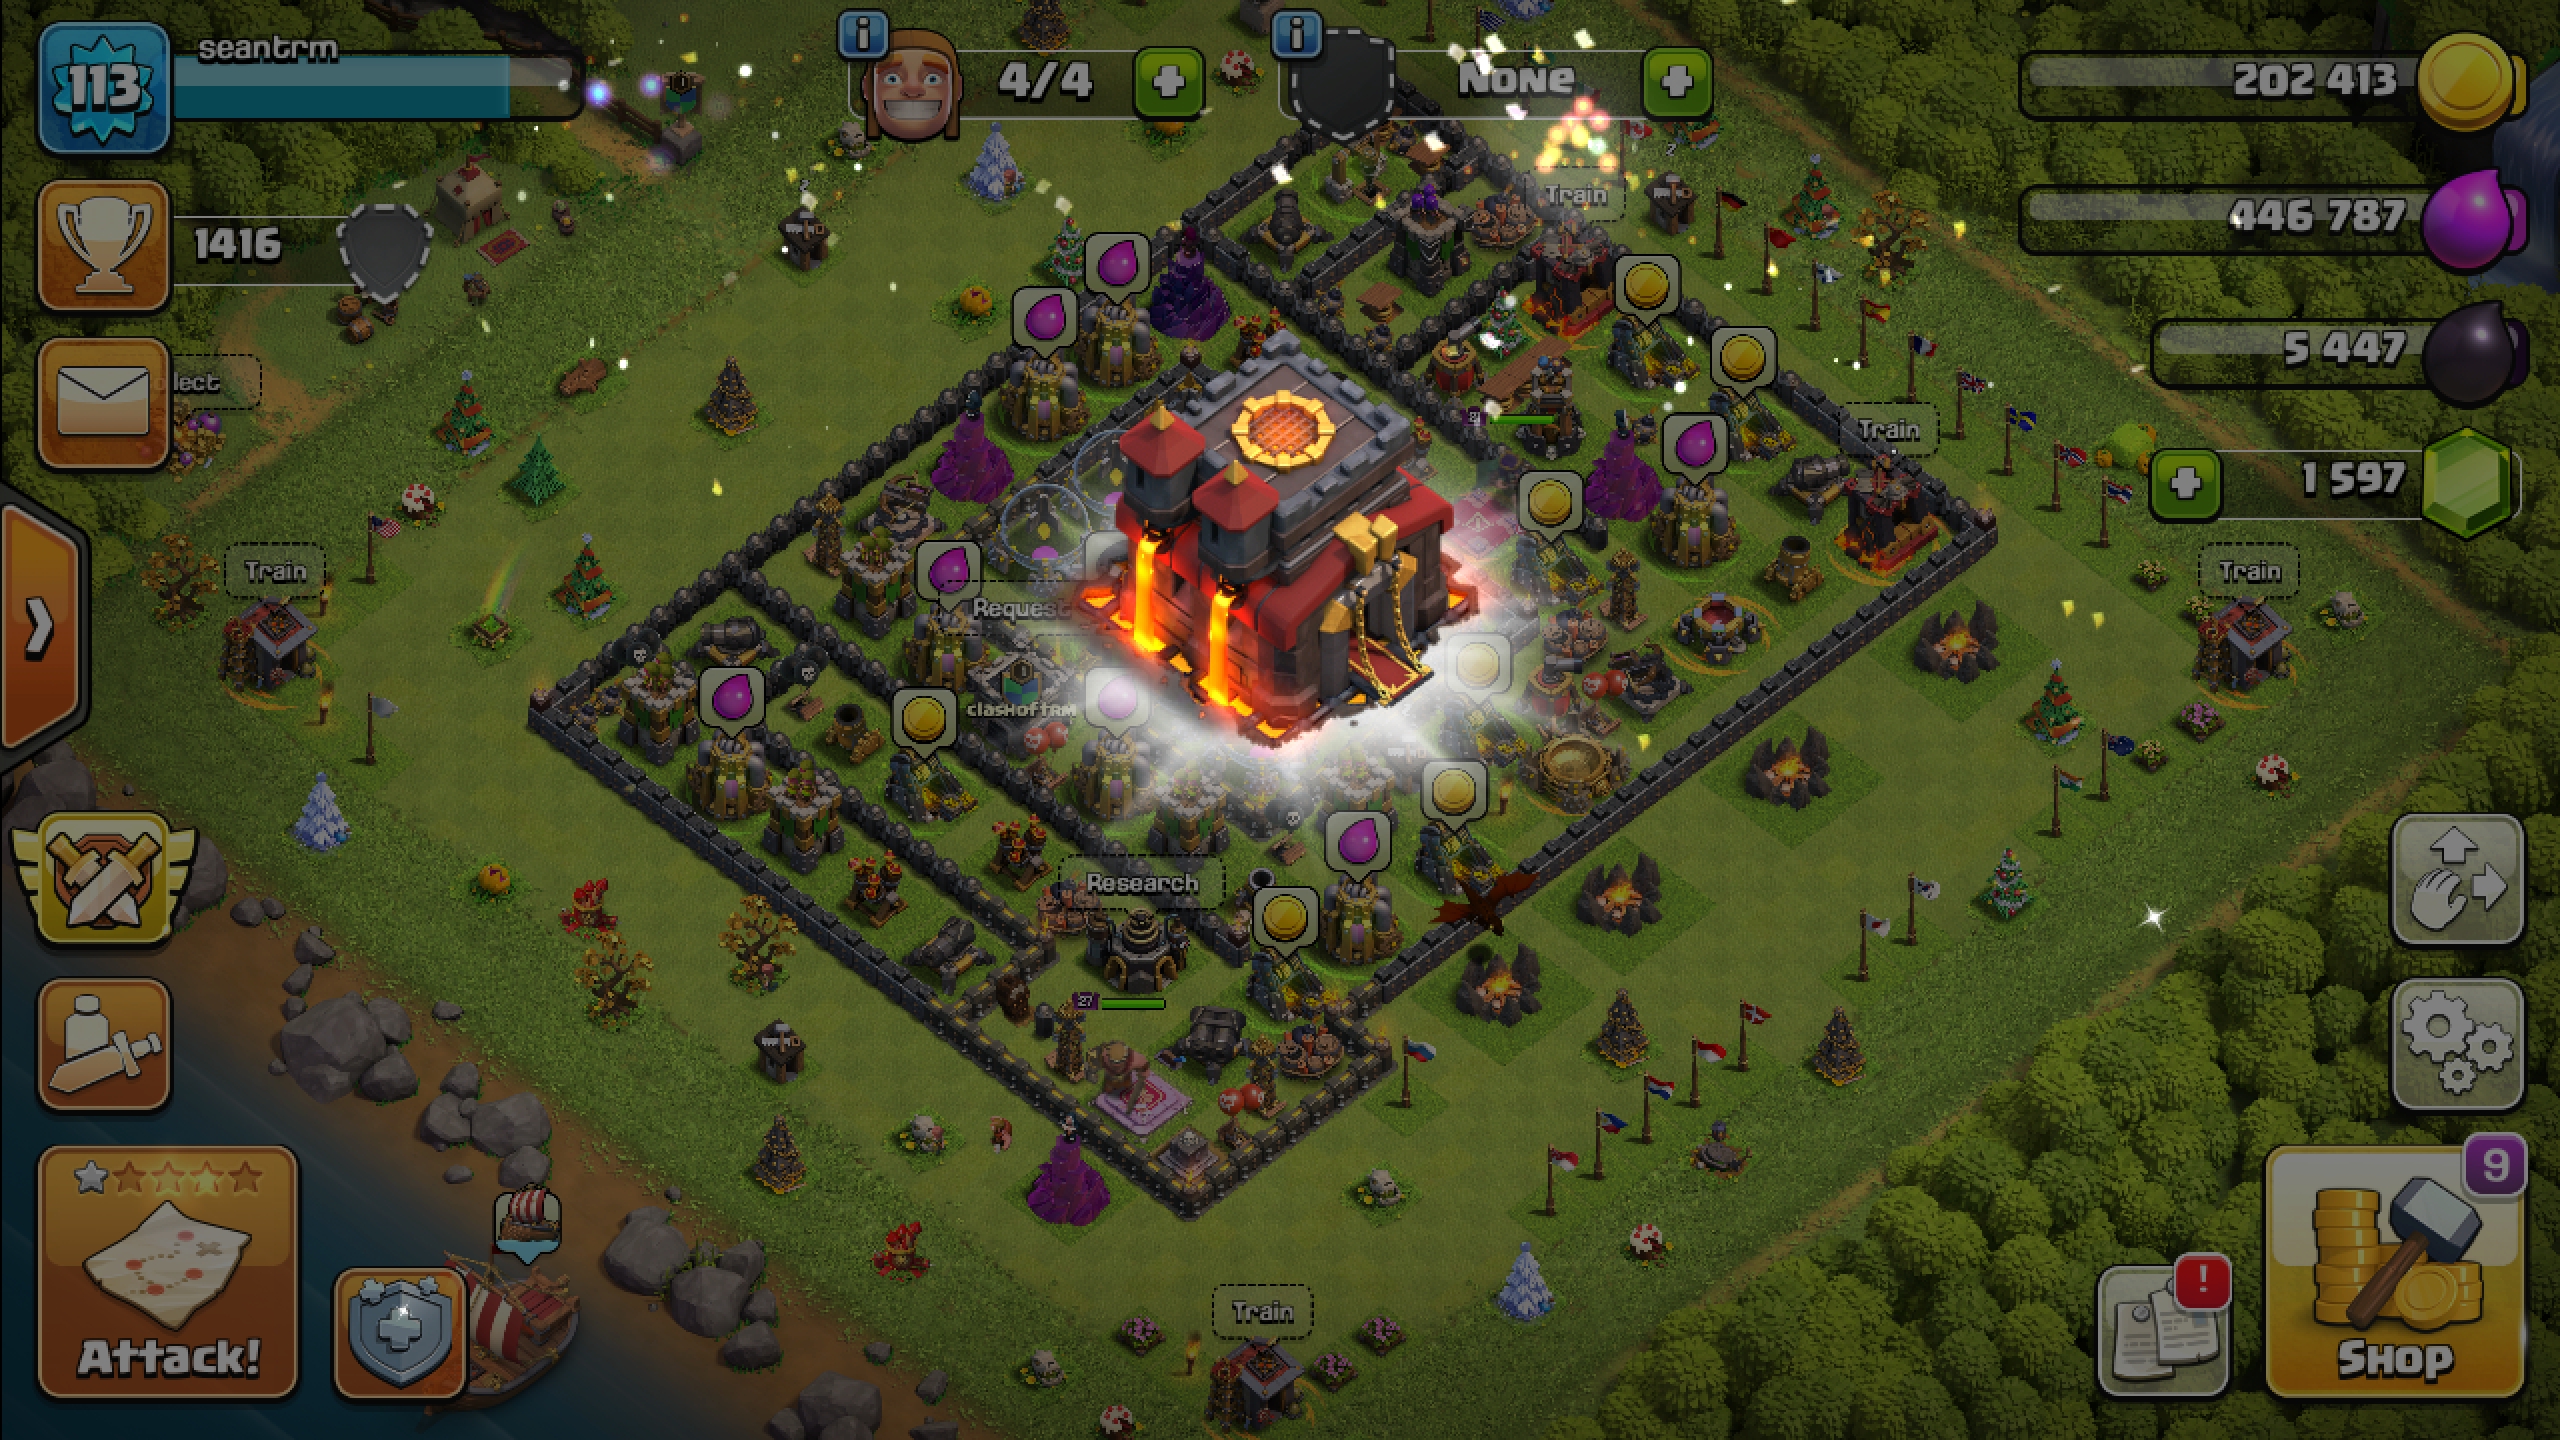 seantrm
113
4/4
None
202 413
Train
446 787
1416
5 447
lect
Train
1 597
Train
Train
Request
clashoftrm
Research
27
9
Train
Attack!
!
Shop